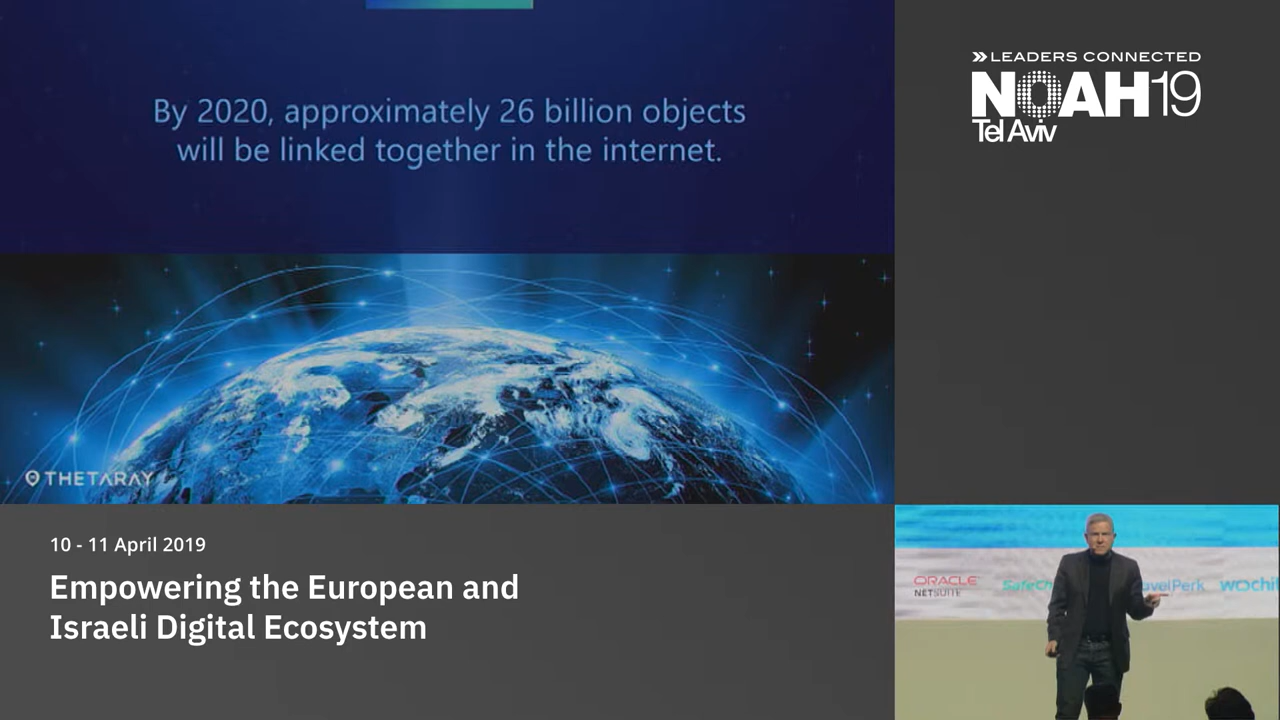 By 2020, approximately 26 billion objects
will be linked together in the internet.
THETARAY
LEADERS CONNECTED
NOAH19
Tel Aviv
10 - 11 April 2019
Empowering the European and
Israeli Digital Ecosystem
ORACLE
NETSUITE
wochit